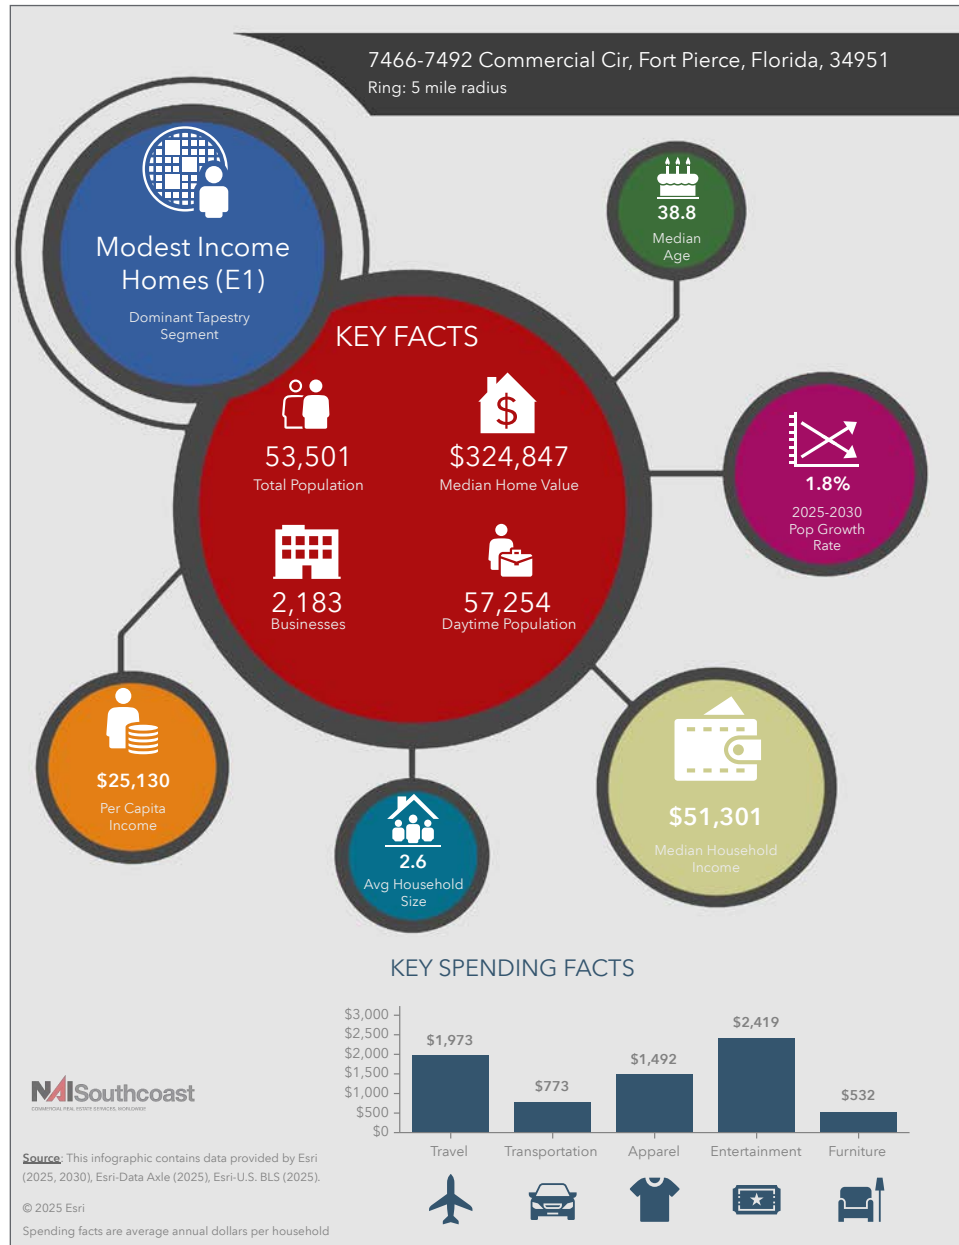 7466-7492 Commercial Cir, Fort Pierce, Florida, 34951
Ring: 5 mile radius
Modest Income
Homes (E1)
Dominant Tapestry
Segment
38.8
Median
Age
KEY FACTS
53,501
Total Population
$
$324,847
Median Home Value
2,183
Businesses
57,254
Daytime Population
1.8%
2025-2030
Pop Growth
Rate
$25,130
Per Capita
Income
2.6
Avg Household
Size
$51,301
Median Household
Income
KEY SPENDING FACTS
$3,000
$2,500
$2,000
$1,500
$1,000
$500
$0
$1,973
$773
$1,492
$2,419
$532
Travel
Transportation
Apparel
Entertainment
Furniture
NAISouthcoast
COMMERCIAL REAL ESTATE SERVICES, WORLDWIDE
Source: This infographic contains data provided by Esri
(2025, 2030), Esri-Data Axle (2025), Esri-U.S. BLS (2025).
© 2025 Esri
Spending facts are average annual dollars per household